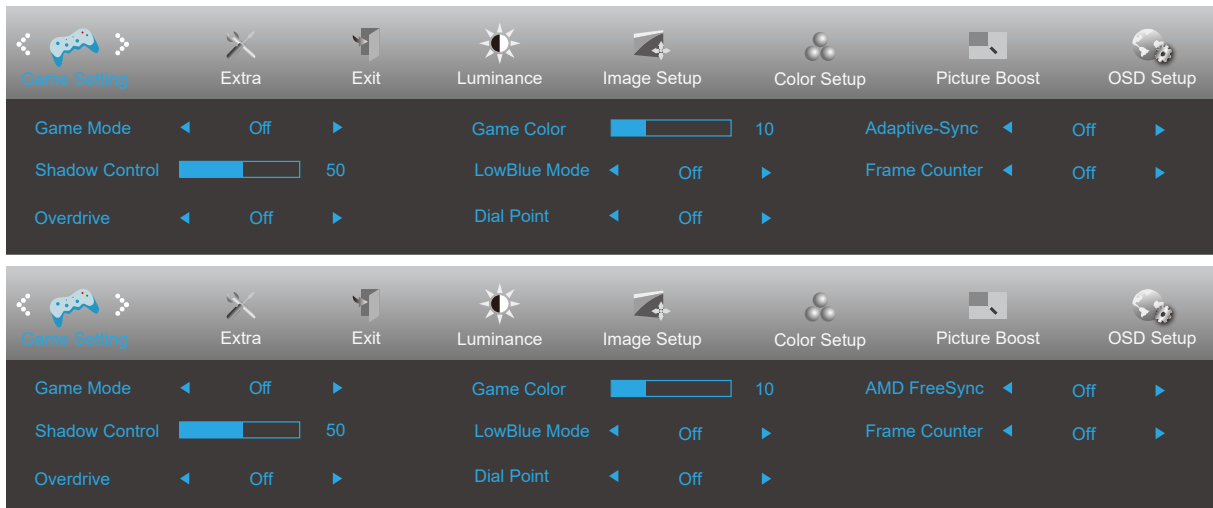 Game Setting Extra Exit Luminance Image Setup Color Setup Picture Boost OSD Setup
Game Mode Off Game Color 10 Adaptive-Sync Off
Shadow Control 50 LowBlue Mode Off Frame Counter Off
Overdrive Off Dial Point Off
Game Setting Extra Exit Luminance Image Setup Color Setup Picture Boost OSD Setup
Game Mode Off Game Color 10 AMD FreeSync Off
Shadow Control 50 LowBlue Mode Off Frame Counter Off
Overdrive Off Dial Point Off